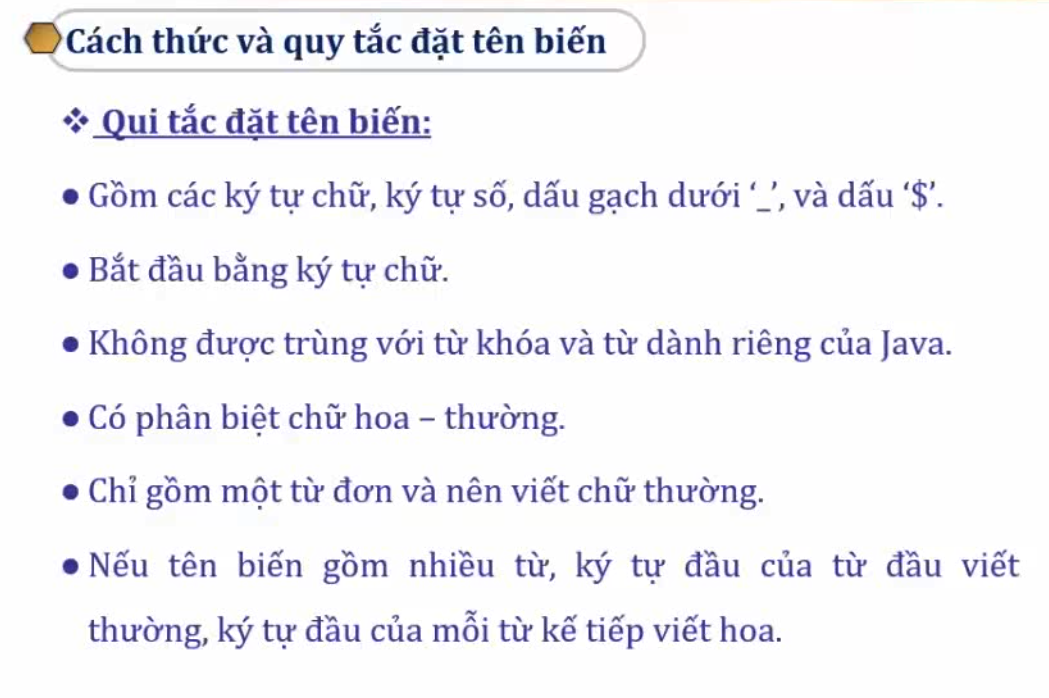 Cách thức và quy tắc đặt tên biến
❖ Qui tắc đặt tên biến:
● Gồm các ký tự chữ, ký tự số, dấu gạch dưới ‘_’, và dấu ‘$’.
● Bắt đầu bằng ký tự chữ.
● Không được trùng với từ khóa và từ dành riêng của Java.
● Có phân biệt chữ hoa – thường.
● Chỉ gồm một từ đơn và nên viết chữ thường.
● Nếu tên biến gồm nhiều từ, ký tự đầu của từ đầu viết
thường, ký tự đầu của mỗi từ kế tiếp viết hoa.